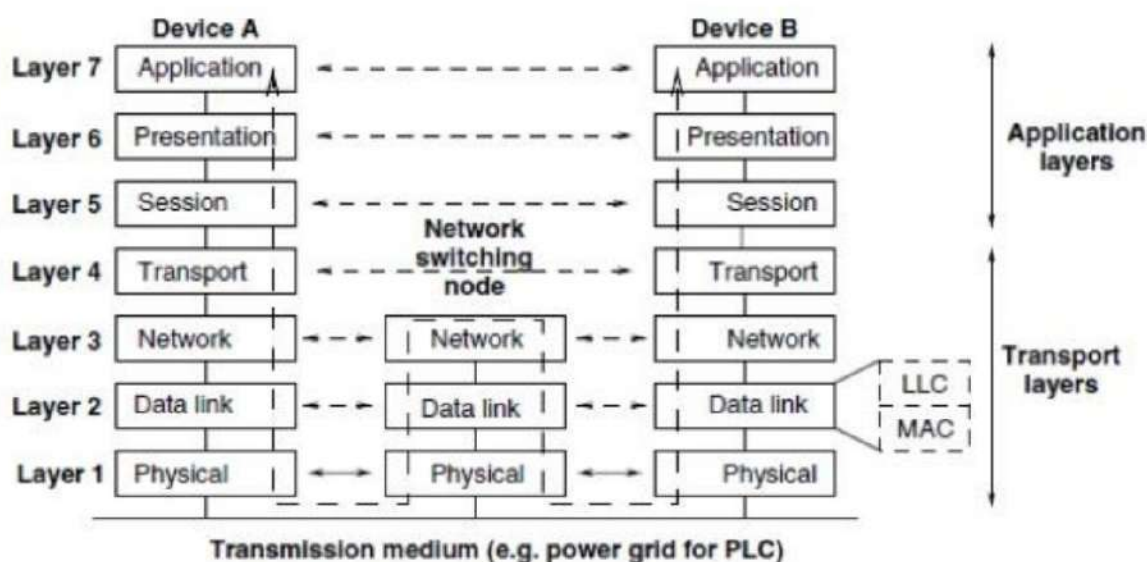 Device A
Device B
Layer 7
Application
Application
Layer 6
Presentation
Presentation
Application
layers
Layer 5
Session
Session
Network
switching
node
Layer 4
Transport
Transport
Layer 3
Network
Network
Network
Transport
layers
LLC
Layer 2
Data link
Data link
Data link
MAC
Layer 1
Physical
Physical
Physical
Transmission medium (e.g. power grid for PLC)